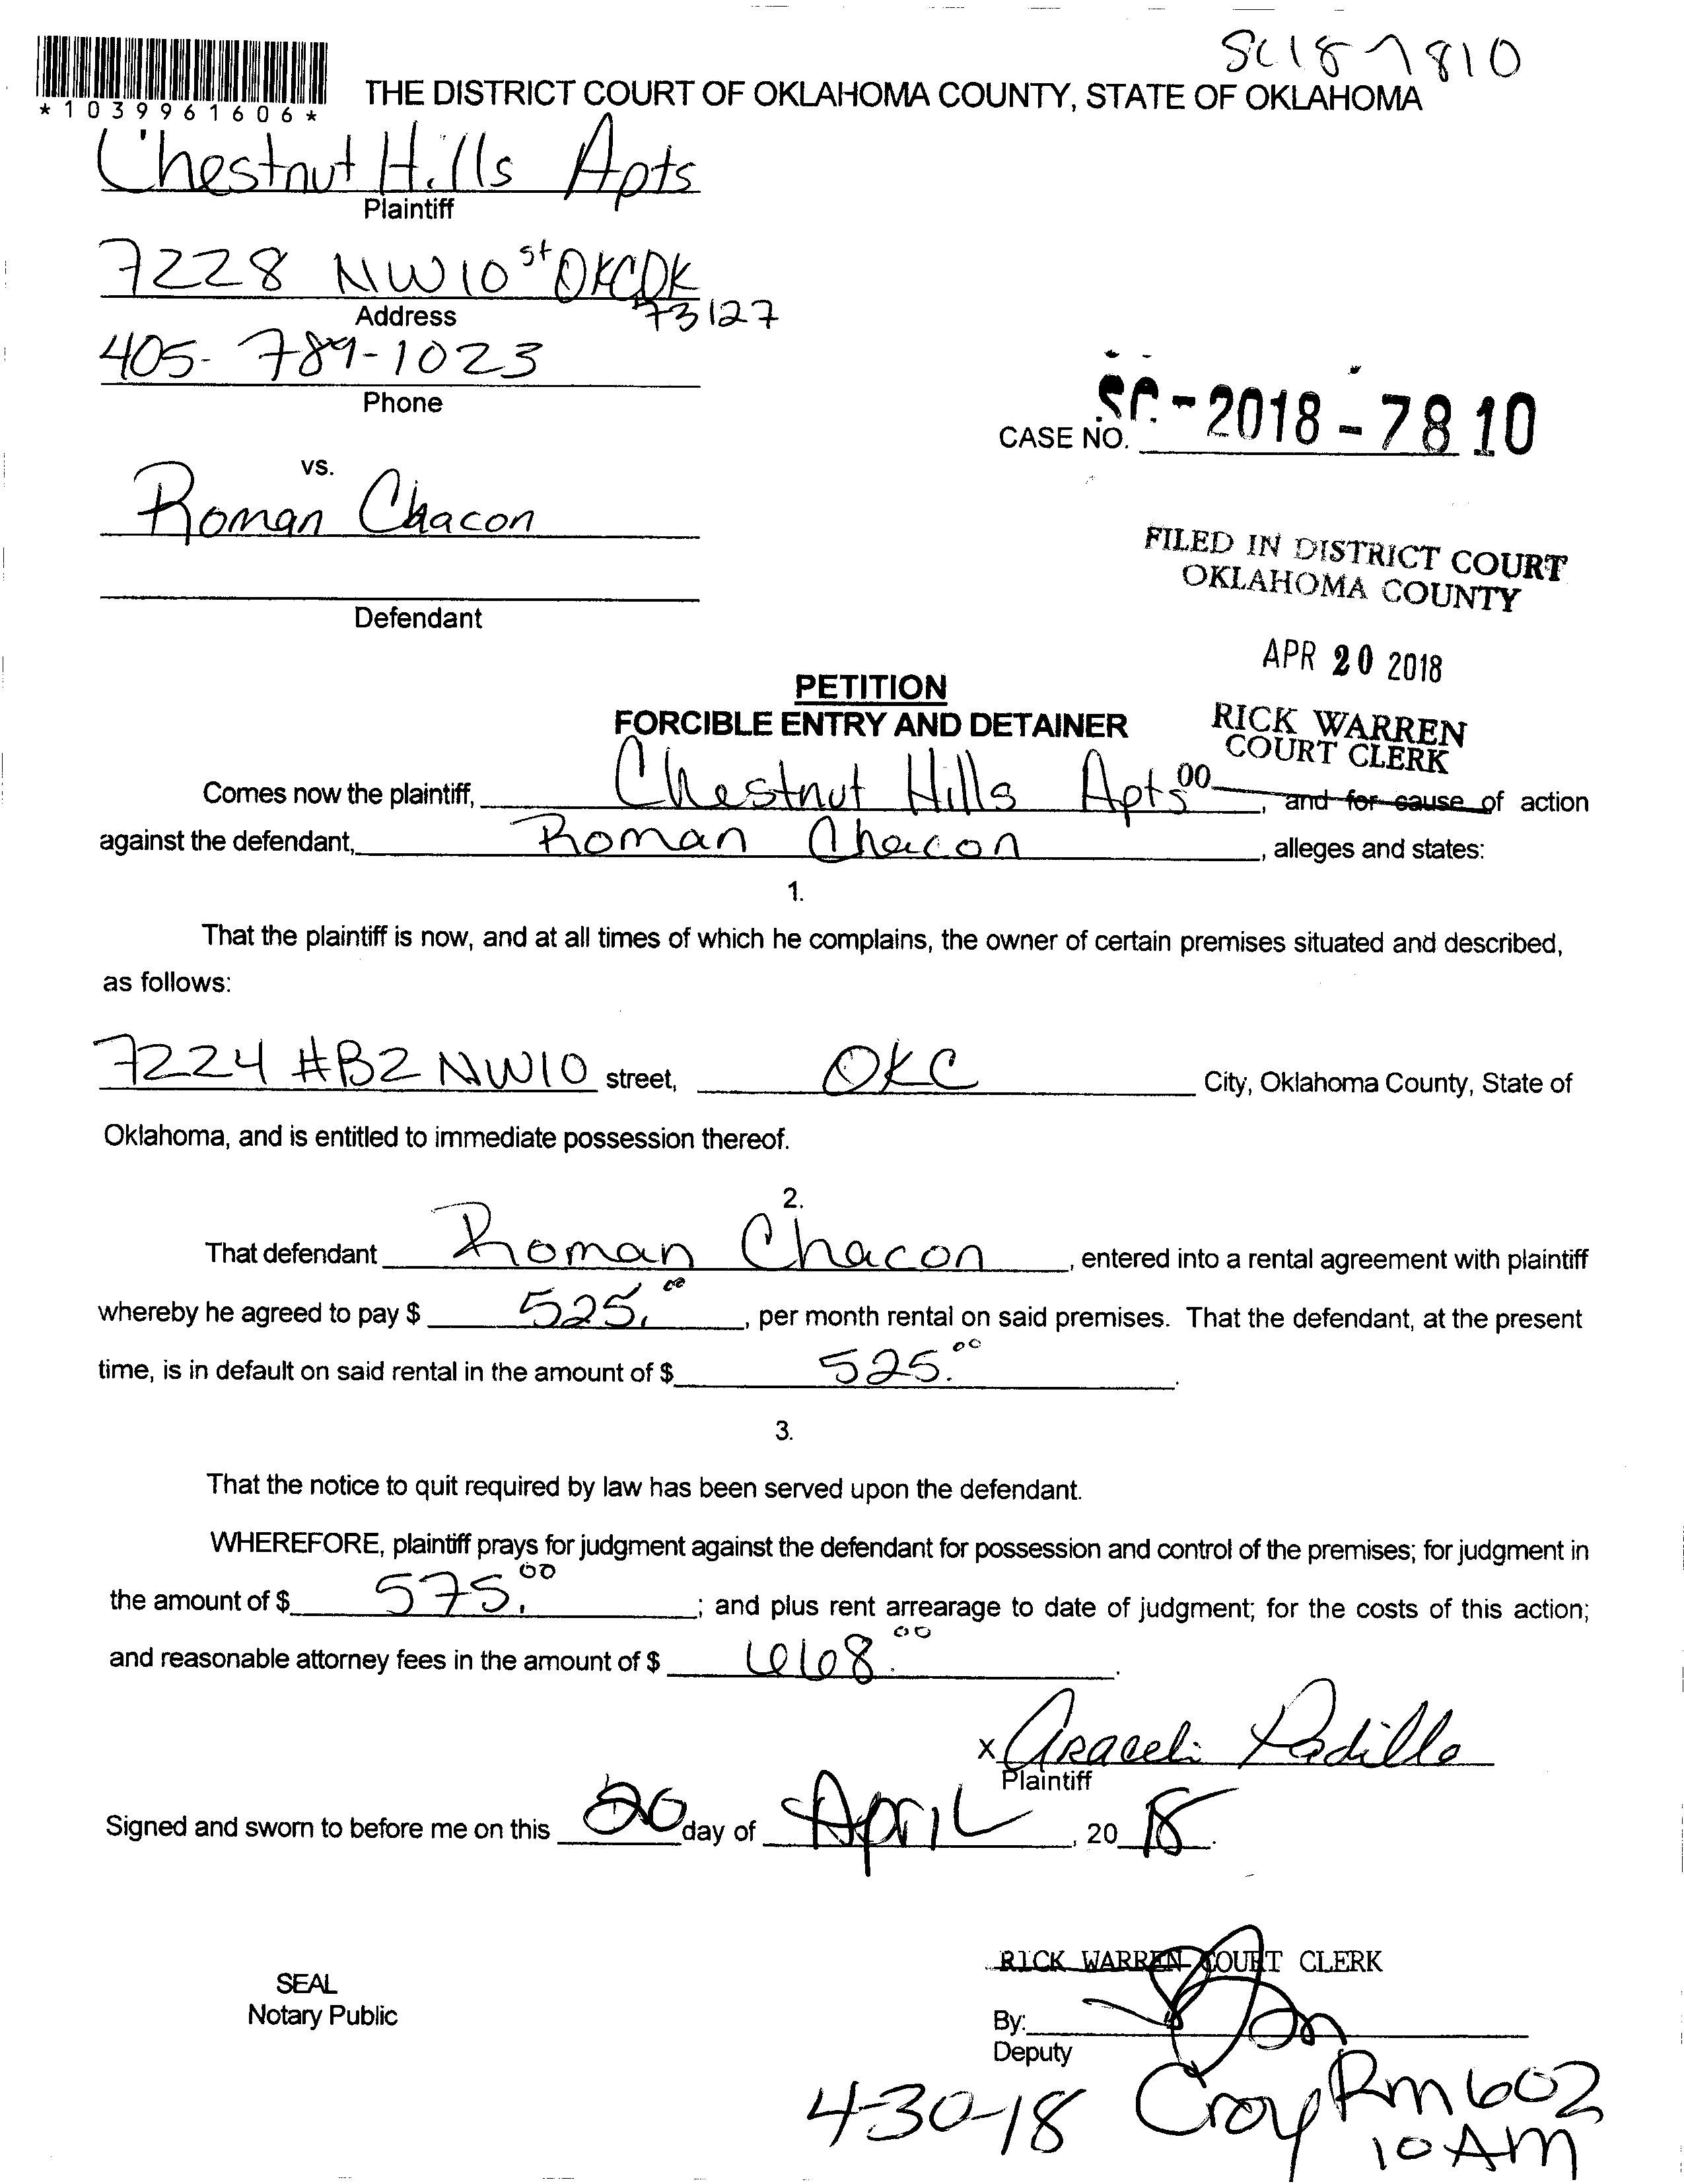 SC18-7810
*1039961606*
THE DISTRICT COURT OF OKLAHOMA COUNTY, STATE OF OKLAHOMA
Chestnut Hills Apts
Plaintiff
7228 NW 10 st OKC OK
73127
Address
405-789-1023
Phone
SC-2018-7810
CASE NO.
vs.
Roman Chacon
FILED IN DISTRICT COURT
OKLAHOMA COUNTY
Defendant
APR 20 2018
PETITION
FORCIBLE ENTRY AND DETAINER
RICK WARREN
COURT CLERK
00
Comes now the plaintiff, Chestnut Hills Apts, and for cause of action
against the defendant, Roman Chacon, alleges and states:
1.
That the plaintiff is now, and at all times of which he complains, the owner of certain premises situated and described,
as follows:
7224 #B2 NW10 street, OKC City, Oklahoma County, State of
Oklahoma, and is entitled to immediate possession thereof.
2.
That defendant Roman Chacon, entered into a rental agreement with plaintiff
whereby he agreed to pay $ 525.00, per month rental on said premises. That the defendant, at the present
time, is in default on said rental in the amount of $ 525.00.
3.
That the notice to quit required by law has been served upon the defendant.
WHEREFORE, plaintiff prays for judgment against the defendant for possession and control of the premises; for judgment in
the amount of $ 575.00; and plus rent arrearage to date of judgment; for the costs of this action;
and reasonable attorney fees in the amount of $ 668.00.
x Araceli Padilla
Plaintiff
Signed and sworn to before me on this 20 day of April, 2018.
RICK WARREN COURT CLERK
SEAL
Notary Public
By:
Deputy
4-30-18 Croy Rm 602
10 AM